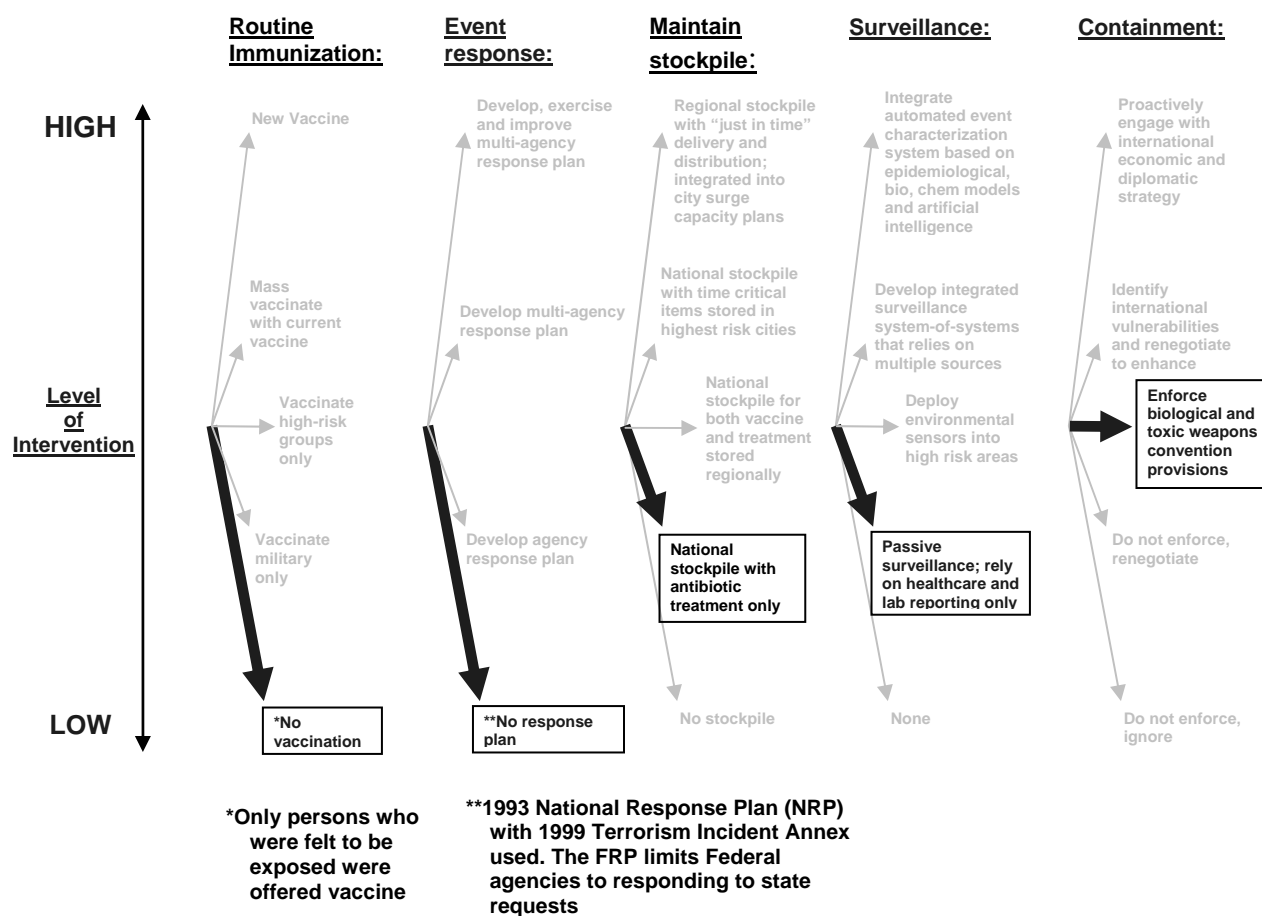 Routine
Immunization:
Event
response:
Maintain
stockpile:
Surveillance:
Containment:
HIGH
New Vaccine
Develop, exercise
and improve
multi-agency
response plan
Regional stockpile
with “just in time”
delivery and
distribution;
integrated into
city surge
capacity plans
Integrate
automated event
characterization
system based on
epidemiological,
bio, chem models
and artificial
intelligence
Proactively
engage with
international
economic and
diplomatic
strategy
Mass
vaccinate
with current
vaccine
Develop multi-agency
response plan
National stockpile
with time critical
items stored in
highest risk cities
Develop integrated
surveillance
system-of-systems
that relies on
multiple sources
Identify
international
vulnerabilities
and renegotiate
to enhance
Level
of
Intervention
Vaccinate
high-risk
groups
only
National
stockpile for
both vaccine
and treatment
stored
regionally
Deploy
environmental
sensors into
high risk areas
Enforce
biological and
toxic weapons
convention
provisions
Vaccinate
military
only
Develop agency
response plan
National
stockpile with
antibiotic
treatment only
Passive
surveillance; rely
on healthcare and
lab reporting only
Do not enforce,
renegotiate
LOW
*No
vaccination
**No response
plan
No stockpile
None
Do not enforce,
ignore
*Only persons who
were felt to be
exposed were
offered vaccine
**1993 National Response Plan (NRP)
with 1999 Terrorism Incident Annex
used. The FRP limits Federal
agencies to responding to state
requests